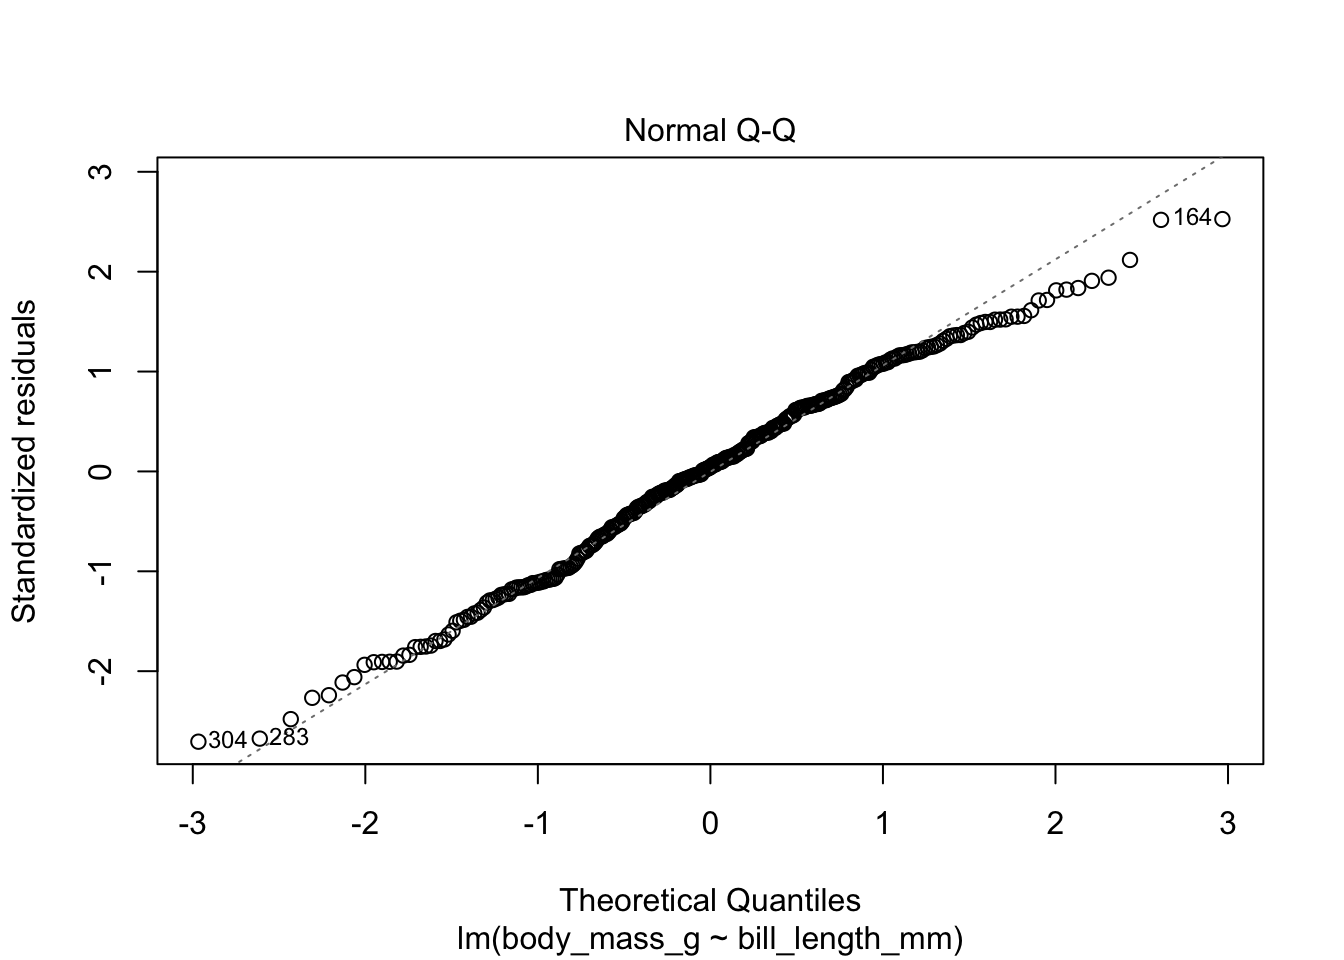 Normal Q-Q
3
2
1
0
-1
-2
Standardized residuals
164
304
283
-3 -2 -1 0 1 2 3
Theoretical Quantiles
lm(body_mass_g ~ bill_length_mm)